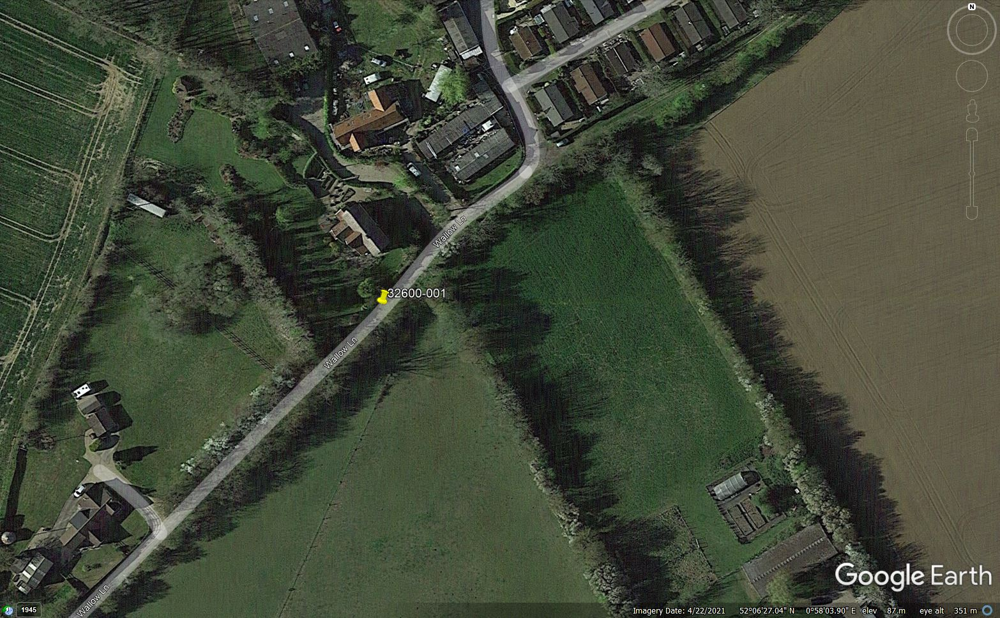 N
Wallow Ln
32600-001
Wallow Ln
Wallow Ln
Google Earth
1945
Imagery Date: 4/22/2021 52°06'27.04" N 0°58'03.90" E elev 87 m eye alt 351 m